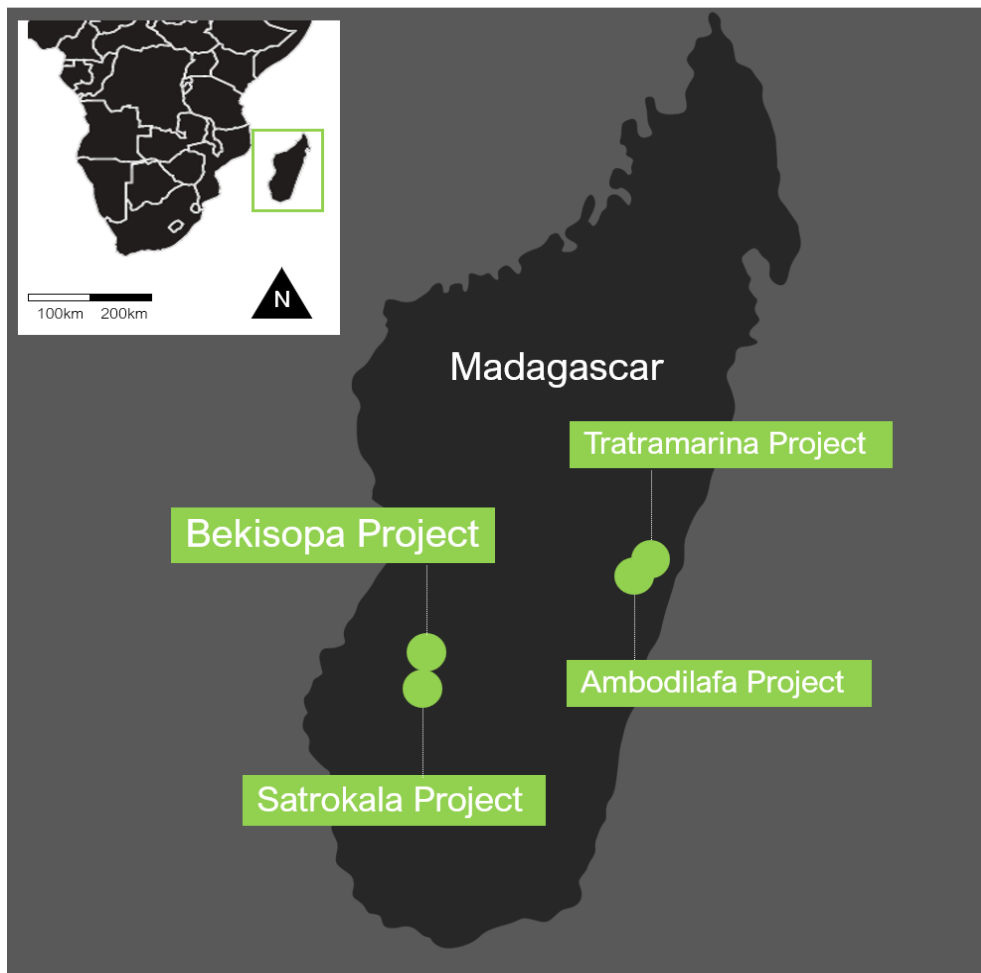 N
100km 200km
Madagascar
Tratramarina Project
Bekisopa Project
Ambodilafa Project
Satrokala Project